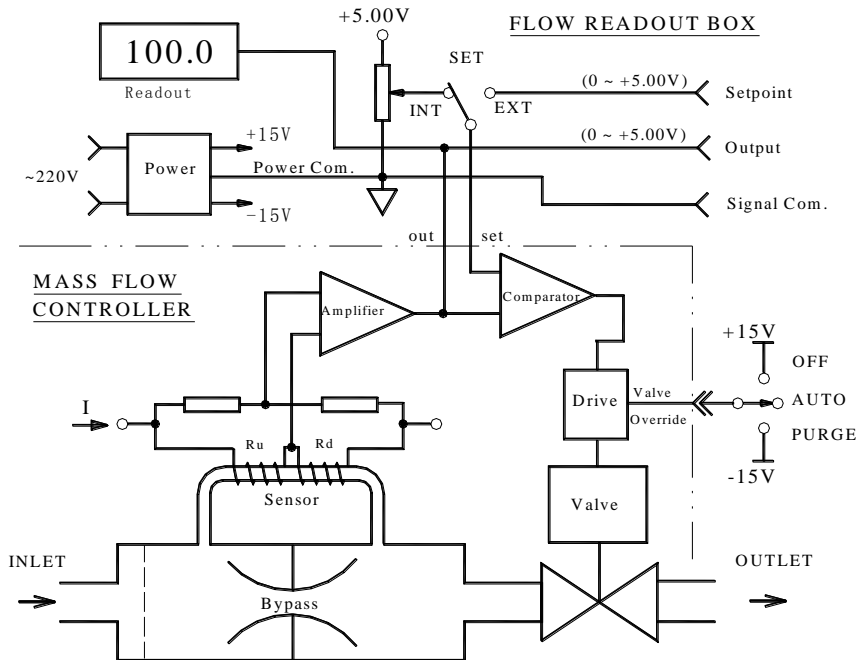 +5.00V
FLOW READOUT BOX
100.0
Readout
SET
INT
EXT
(0 ~ +5.00V)
Setpoint
(0 ~ +5.00V)
Output
~220V
Power
+15V
Power Com.
-15V
Signal Com.
out
set
MASS FLOW
CONTROLLER
Amplifier
Comparator
+15V
OFF
Drive
Valve
Override
AUTO
PURGE
-15V
I
Ru
Rd
Sensor
Valve
INLET
OUTLET
Bypass